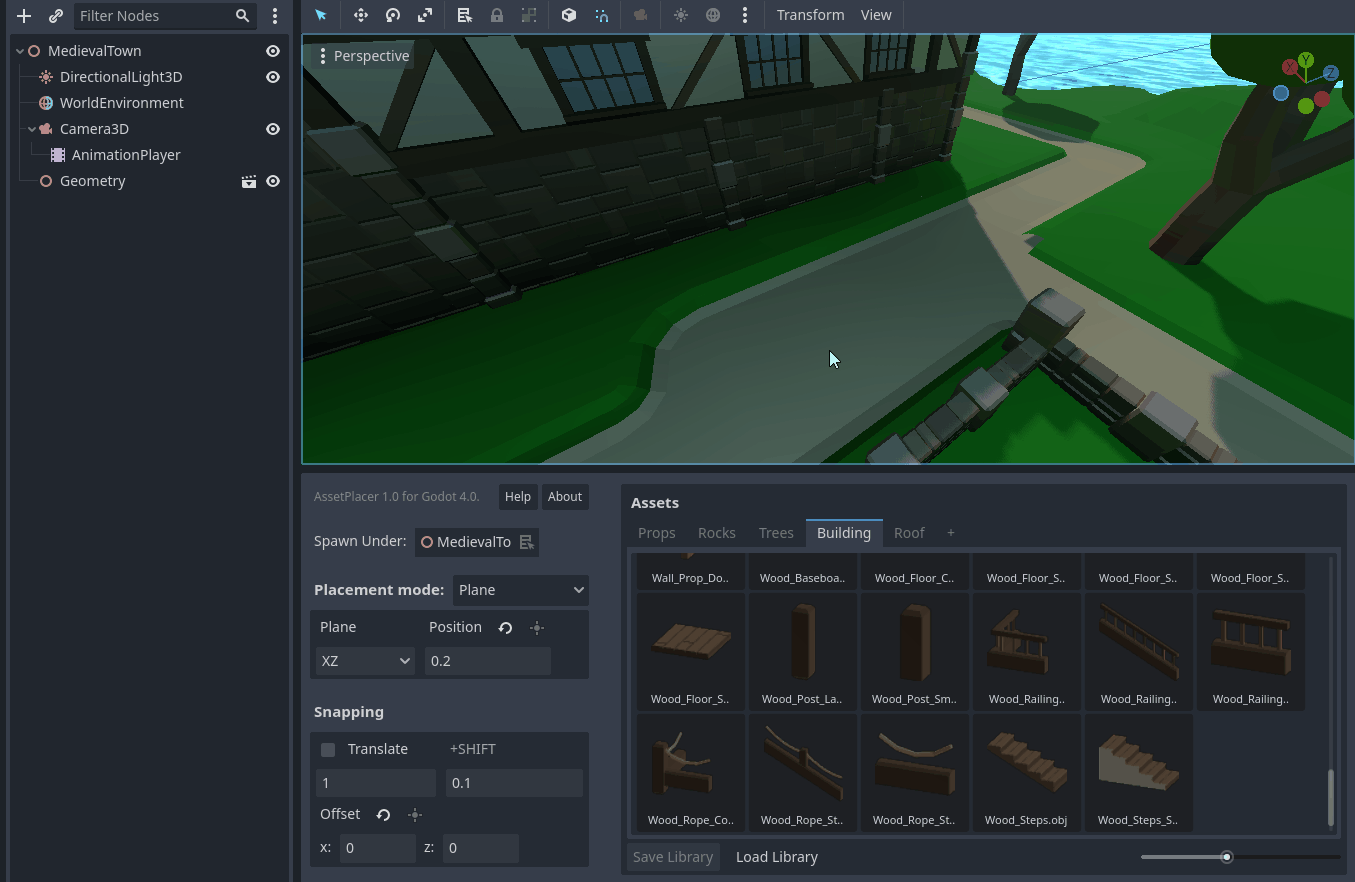 Filter Nodes
Transform View
MedievalTown
DirectionalLight3D
WorldEnvironment
Camera3D
AnimationPlayer
Geometry
Perspective
X Y Z
AssetPlacer 1.0 for Godot 4.0.
Help
About
Spawn Under:
MedievalTo
Placement mode:
Plane
Plane
Position
XZ
0.2
Snapping
Translate
+SHIFT
1
0.1
Offset
x:
0
z:
0
Assets
Props
Rocks
Trees
Building
Roof
+
Wall_Prop_Do..
Wood_Baseboa..
Wood_Floor_C..
Wood_Floor_S..
Wood_Floor_S..
Wood_Floor_S..
Wood_Floor_S..
Wood_Post_La..
Wood_Post_Sm..
Wood_Railing..
Wood_Railing..
Wood_Railing..
Wood_Rope_Co..
Wood_Rope_St..
Wood_Rope_St..
Wood_Steps.obj
Wood_Steps_S..
Save Library
Load Library